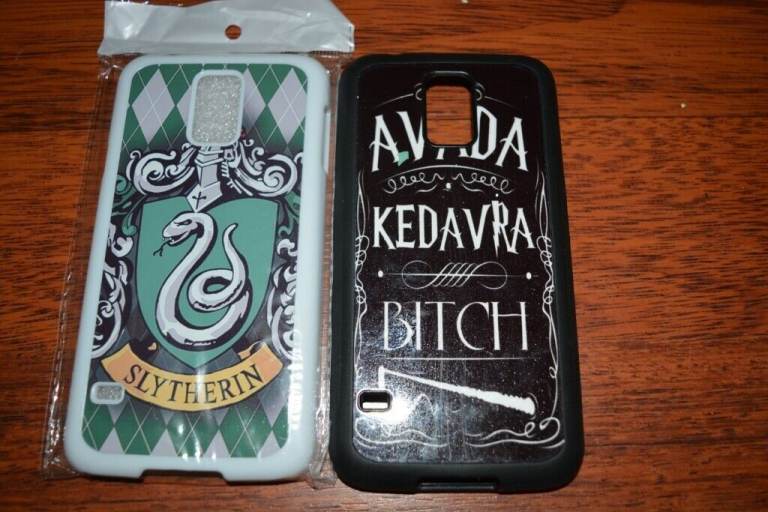 SLYTHERIN
AVADA
KEDAVRA
BITCH